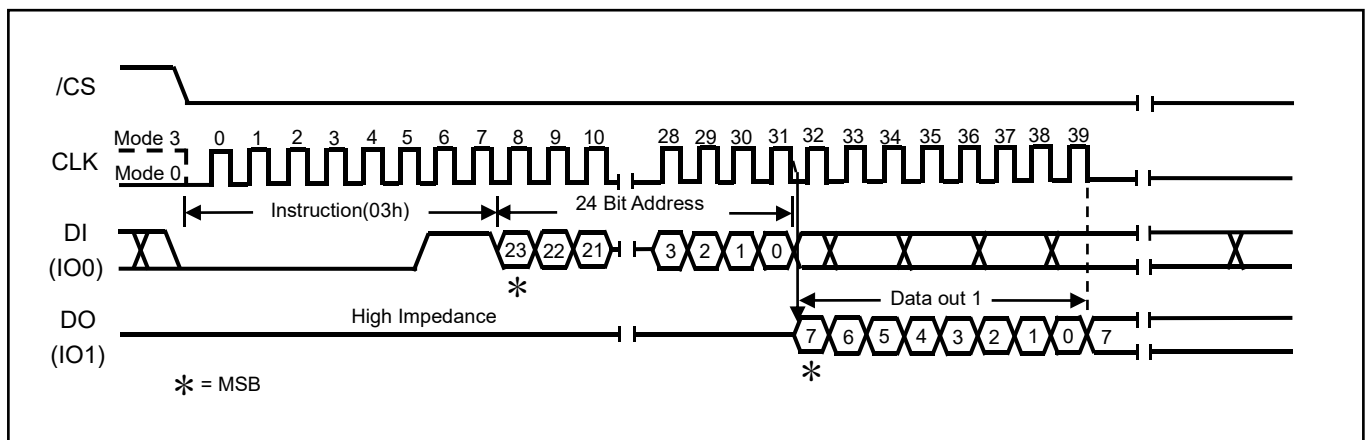 /CS
Mode 3 0 1 2 3 4 5 6 7 8 9 10 28 29 30 31 32 33 34 35 36 37 38 39
CLK
Mode 0
Instruction(03h) 24 Bit Address
DI
(IO0)
23 22 21 3 2 1 0
*
Data out 1
High Impedance
DO
(IO1)
7 6 5 4 3 2 1 0 7
*
* = MSB